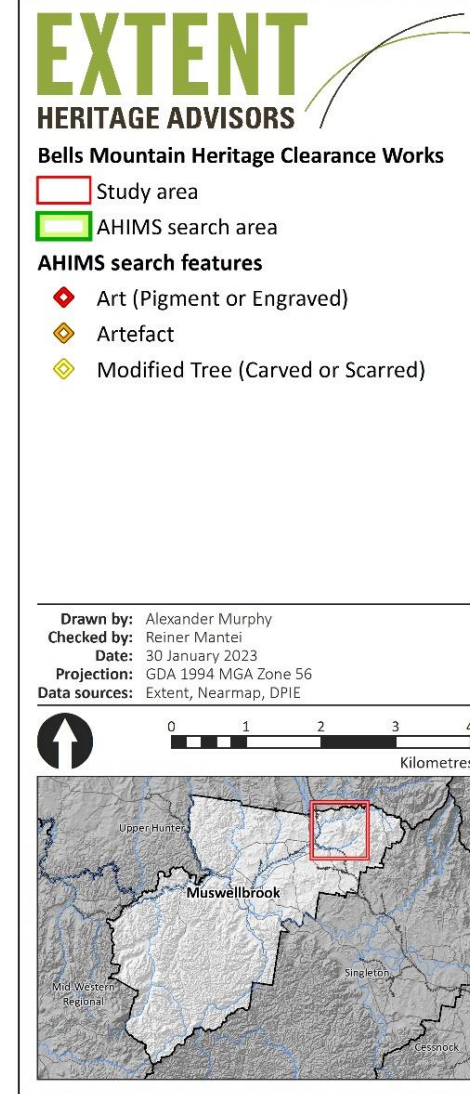 EXTENT
HERITAGE ADVISORS
Bells Mountain Heritage Clearance Works
Study area
AHIMS search area
AHIMS search features
Art (Pigment or Engraved)
Artefact
Modified Tree (Carved or Scarred)
Drawn by: Alexander Murphy
Checked by: Reiner Mantei
Date: 30 January 2023
Projection: GDA 1994 MGA Zone 56
Data sources: Extent, Nearmap, DPIE
0 1 2 3 4
Kilometres
Upper Hunter
Muswellbrook
Singleton
Mid-Western
Regional
Cessnock